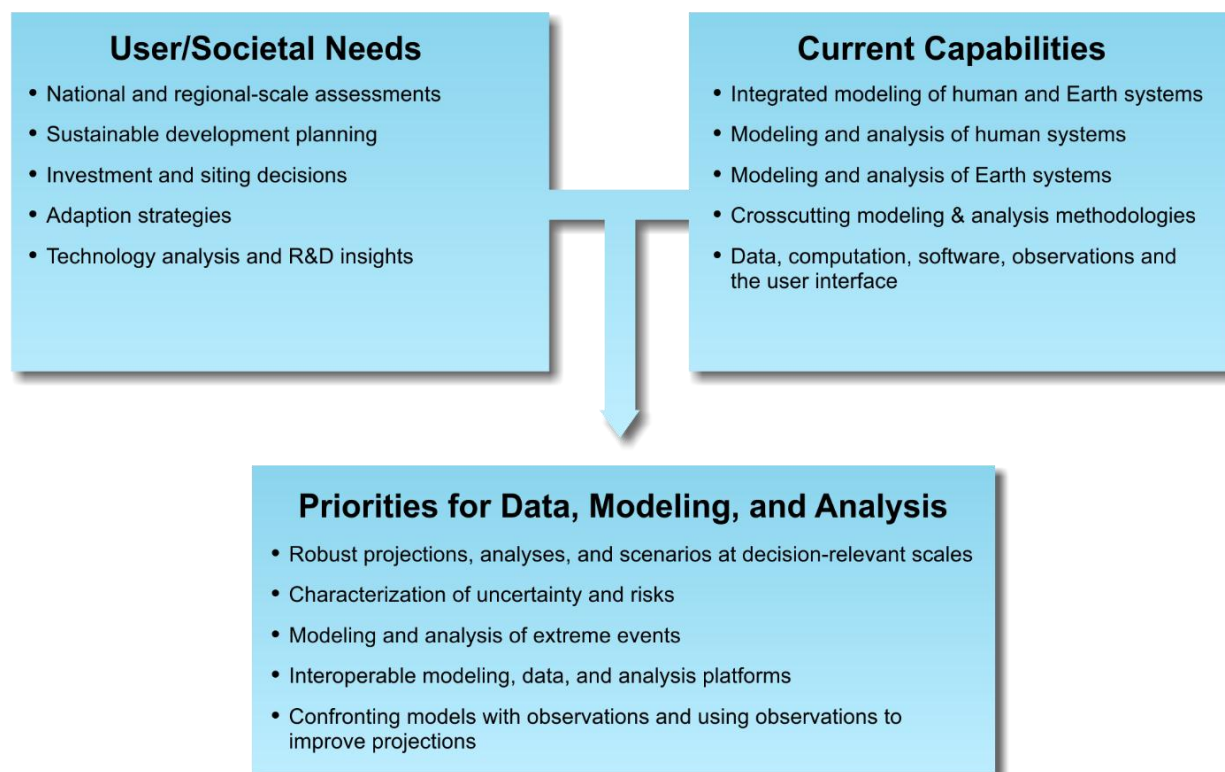 User/Societal Needs
• National and regional-scale assessments
• Sustainable development planning
• Investment and siting decisions
• Adaption strategies
• Technology analysis and R&D insights
Current Capabilities
• Integrated modeling of human and Earth systems
• Modeling and analysis of human systems
• Modeling and analysis of Earth systems
• Crosscutting modeling & analysis methodologies
• Data, computation, software, observations and
the user interface
Priorities for Data, Modeling, and Analysis
• Robust projections, analyses, and scenarios at decision-relevant scales
• Characterization of uncertainty and risks
• Modeling and analysis of extreme events
• Interoperable modeling, data, and analysis platforms
• Confronting models with observations and using observations to
improve projections